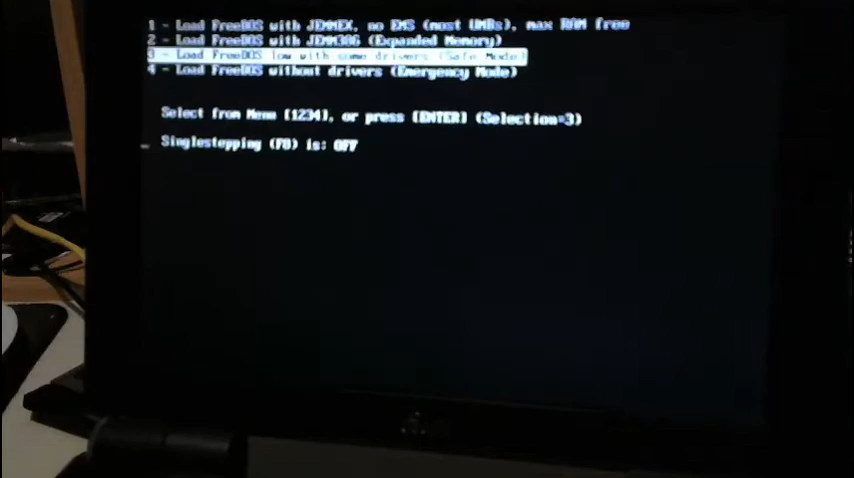 1 - Load FreeDOS with JEMMEX, no EMS (most UMBs), max RAM free
2 - Load FreeDOS with JEMM386 (Expanded Memory)
3 - Load FreeDOS low with some drivers (Safe Mode)
4 - Load FreeDOS without drivers (Emergency Mode)
Select from Menu [1234], or press [ENTER] (Selection=3)
Singlestepping (F8) is: OFF